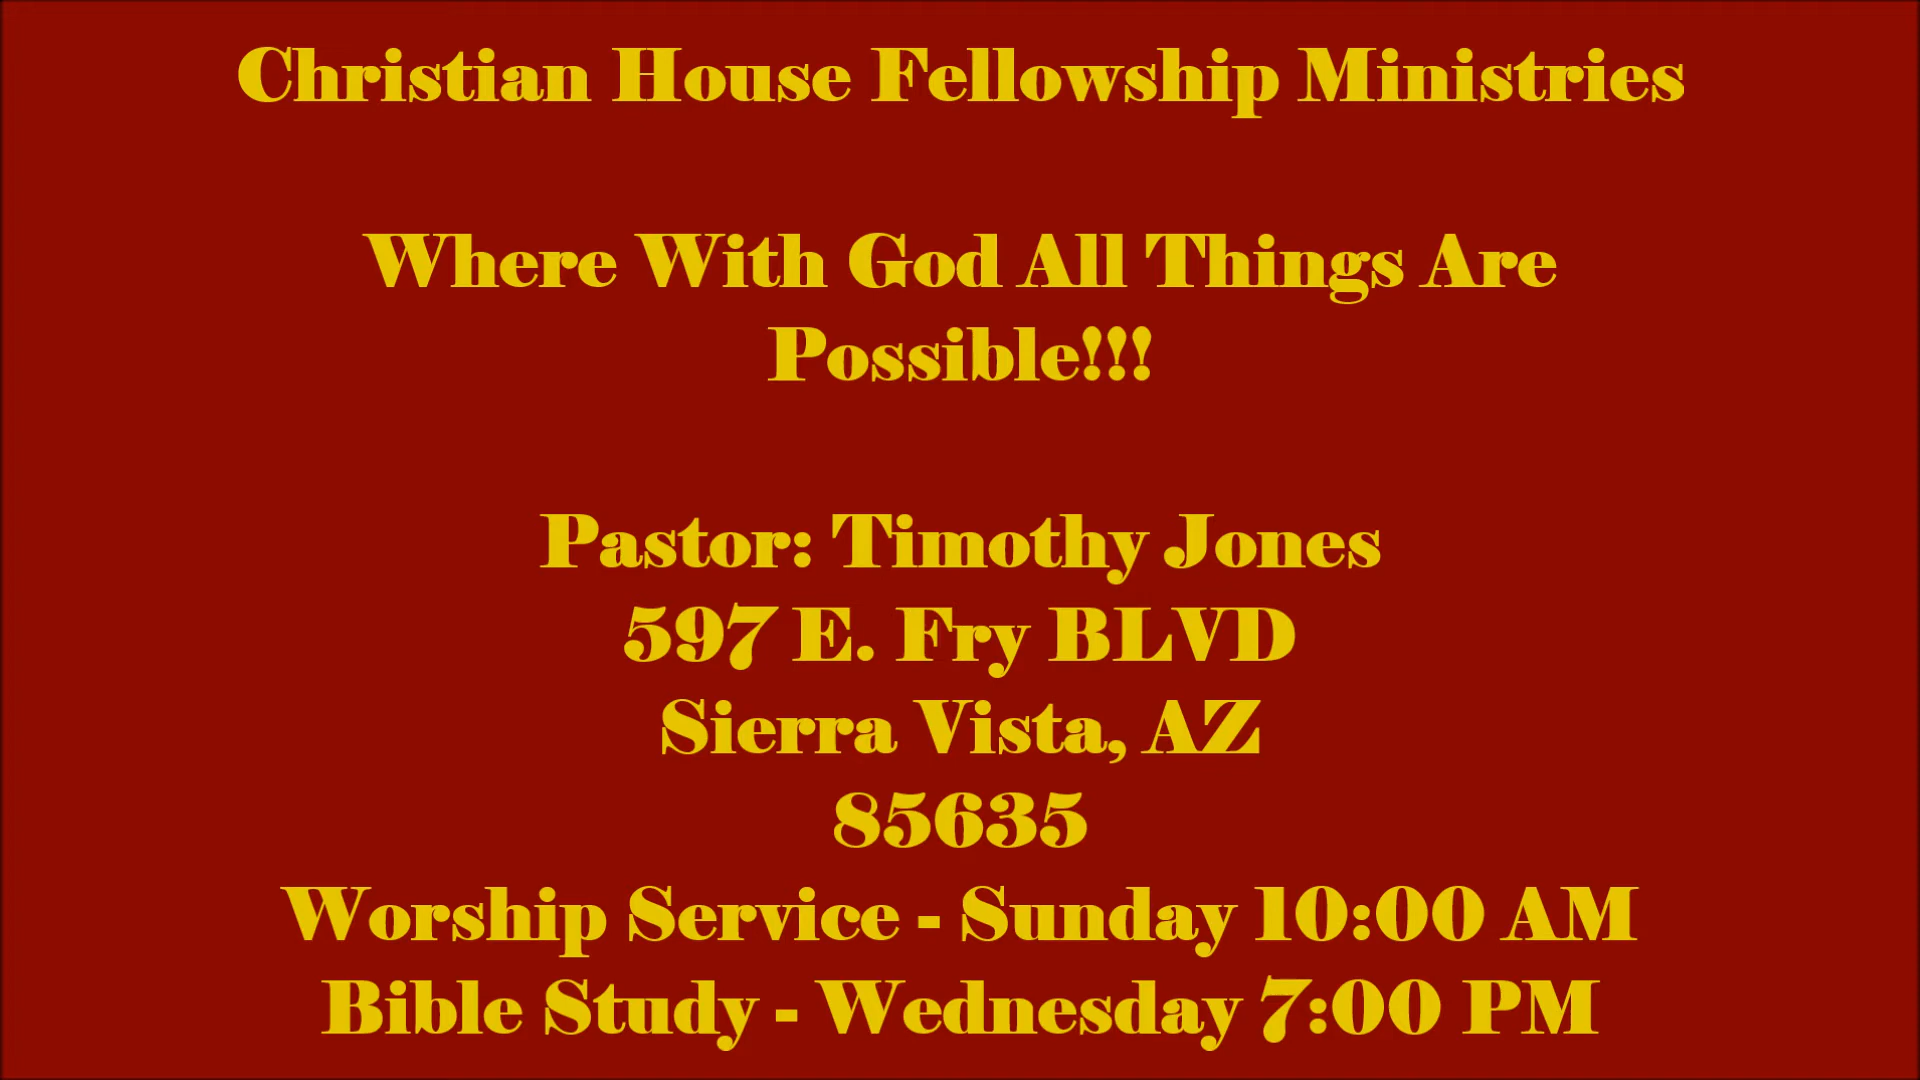 Christian House Fellowship Ministries
Where With God All Things Are
Possible!!!
Pastor: Timothy Jones
597 E. Fry BLVD
Sierra Vista, AZ
85635
Worship Service - Sunday 10:00 AM
Bible Study - Wednesday 7:00 PM